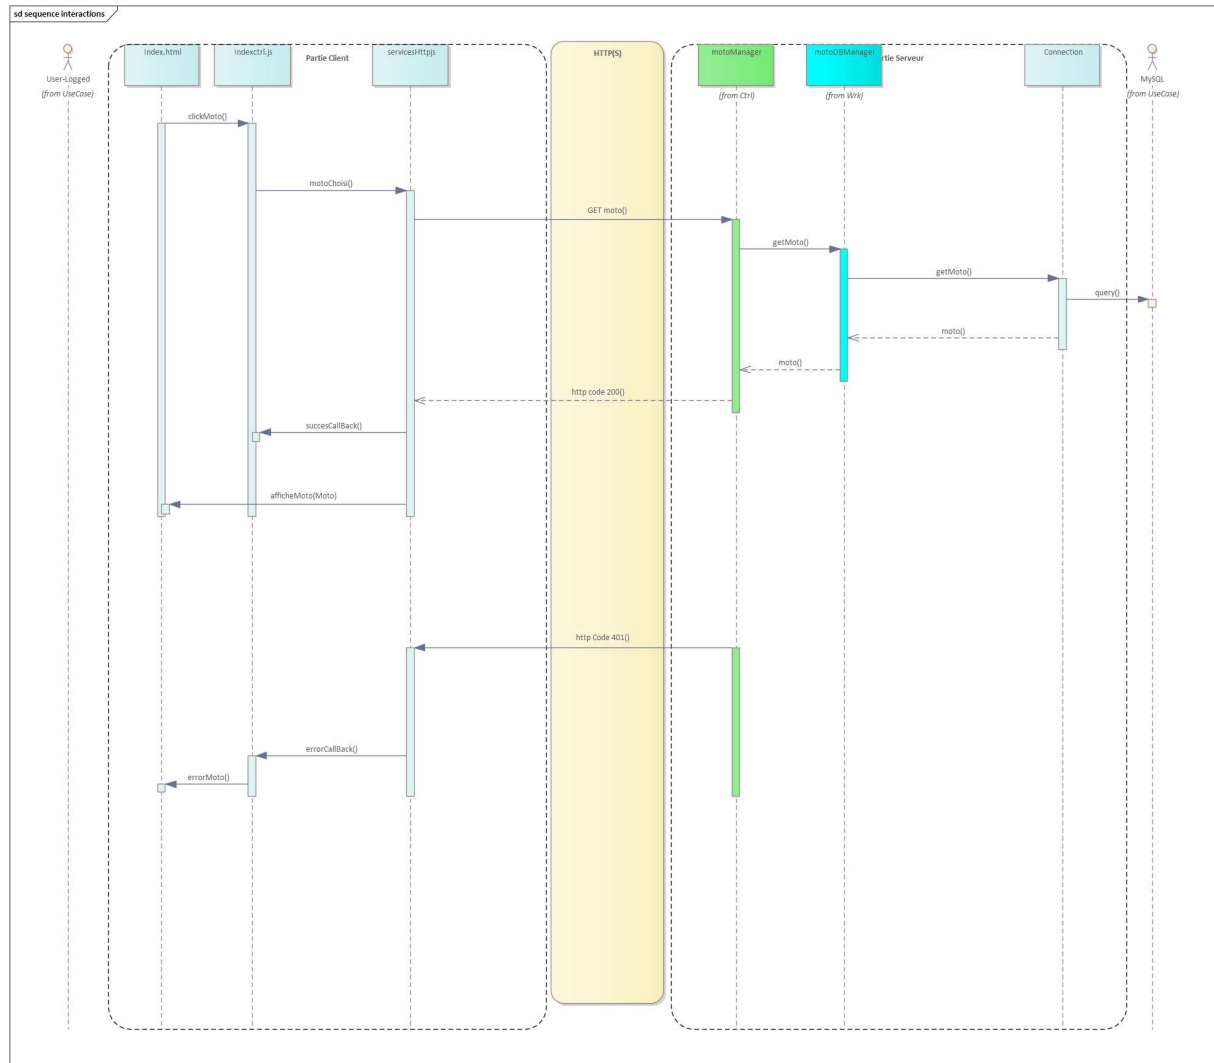 sd sequence interactions
Index.html
Indexctrl.js
Partie Client
servicesHttpjs
HTTP(S)
motoManager
motoDBManager
rtie Serveur
Connection
User-Logged
(from UseCase)
(from Ctrl)
(from Wrk)
MySQL
(from UseCase)
clickMoto()
motoChoisi()
GET moto()
getMoto()
getMoto()
query()
moto()
moto()
http code 200()
succesCallBack()
afficheMoto(Moto)
http Code 401()
errorCallBack()
errorMoto()